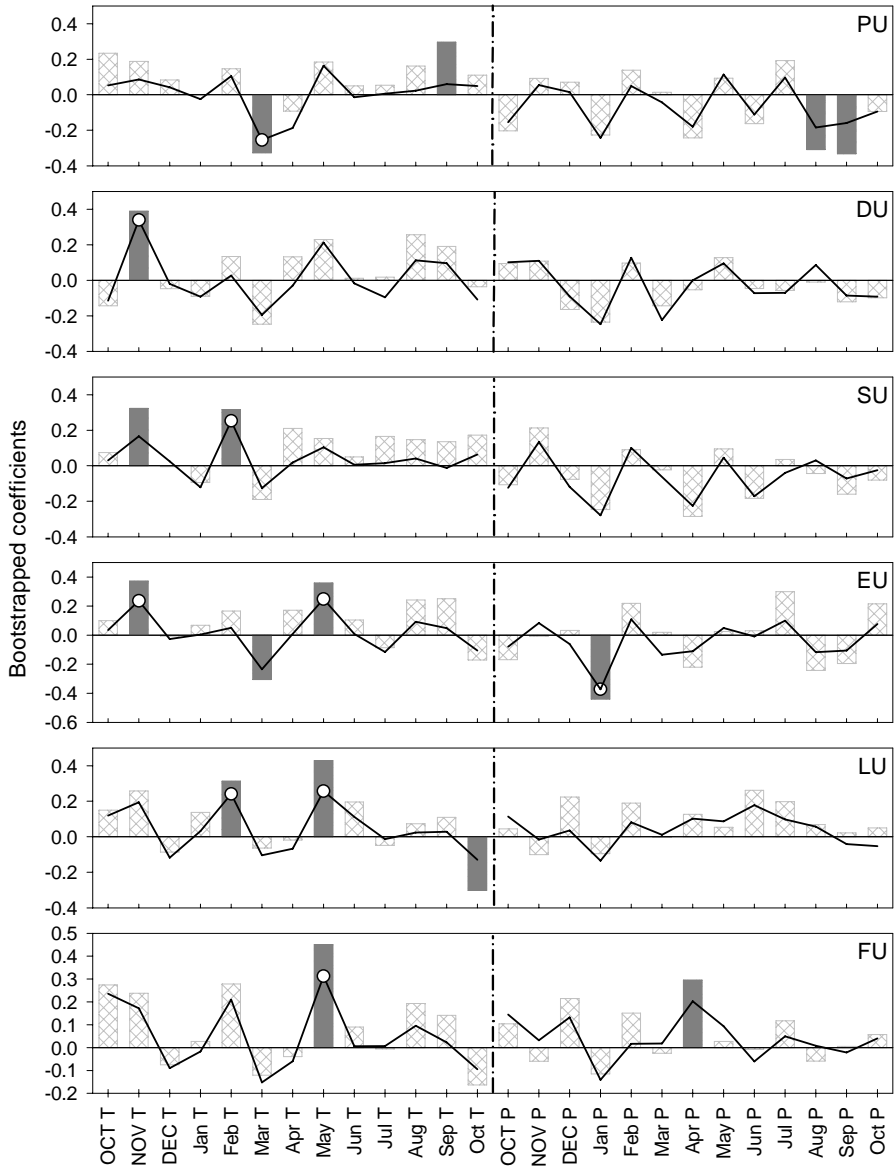 Bootstrapped coefficients
0.4
0.2
0.0
-0.2
-0.4
PU
0.4
0.2
0.0
-0.2
-0.4
DU
0.4
0.2
0.0
-0.2
-0.4
SU
0.4
0.2
0.0
-0.2
-0.4
-0.6
EU
0.4
0.2
0.0
-0.2
-0.4
LU
0.5
0.4
0.3
0.2
0.1
0.0
-0.1
-0.2
FU
OCT T
NOV T
DEC T
Jan T
Feb T
Mar T
Apr T
May T
Jun T
Jul T
Aug T
Sep T
Oct T
OCT P
NOV P
DEC P
Jan P
Feb P
Mar P
Apr P
May P
Jun P
Jul P
Aug P
Sep P
Oct P